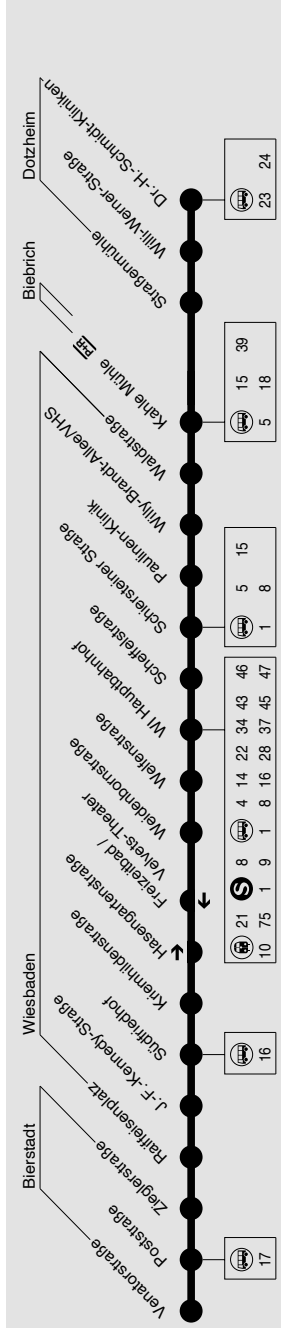 Bierstadt
Wiesbaden
Biebrich
Dotzheim
Venatorstraße
Poststraße
Zieglerstraße
Raiffeisenplatz
J.-F.-Kennedy-Straße
Südfriedhof
Kriemhildenstraße
Hasengartenstraße
Freizeitbad /
Velvets-Theater
Weidenbornstraße
Welfenstraße
WI Hauptbahnhof
Scheffelstraße
Schiersteiner Straße
Paulinen-Klinik
Willy-Brandt-Allee/VHS
Waldstraße
Kahle Mühle P+R
Straßenmühle
Willi-Werner-Straße
Dr.-H.-Schmidt-Kliniken
17
16
21 S 8 4 14 22 34 43 46
10 75 1 9 1 8 16 28 37 45 47
5 15
1 8
15 39
5 18
24
23